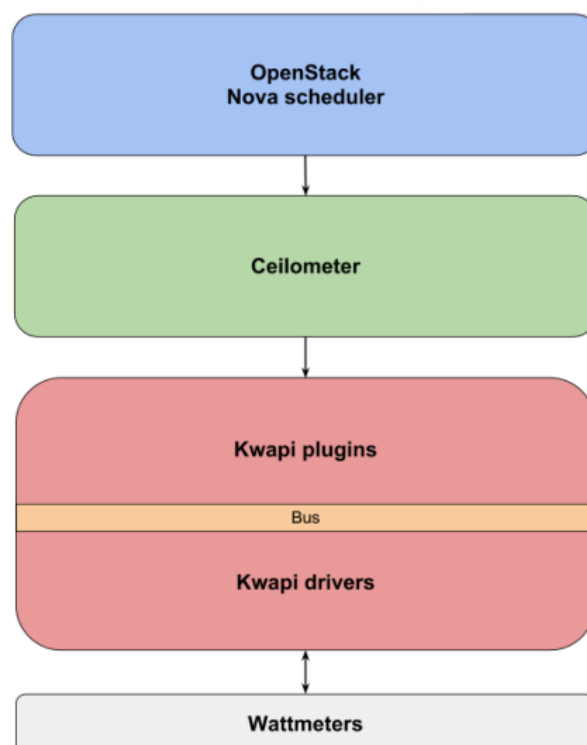 OpenStack
Nova scheduler
Ceilometer
Kwapi plugins
Bus
Kwapi drivers
Wattmeters